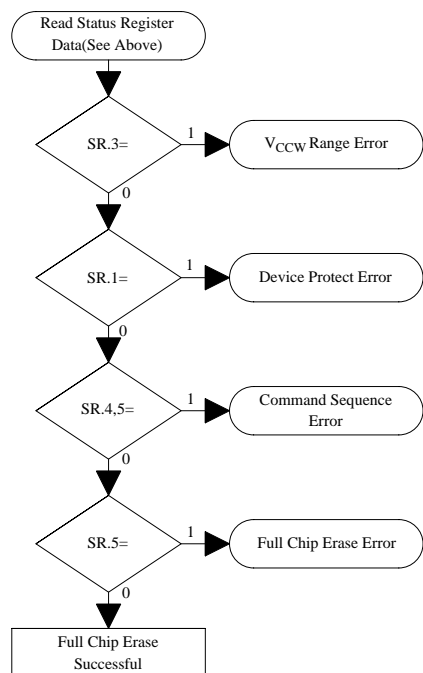 Read Status Register
Data(See Above)
SR.3=
1
VCCW Range Error
0
SR.1=
1
Device Protect Error
0
SR.4,5=
1
Command Sequence
Error
0
SR.5=
1
Full Chip Erase Error
0
Full Chip Erase
Successful